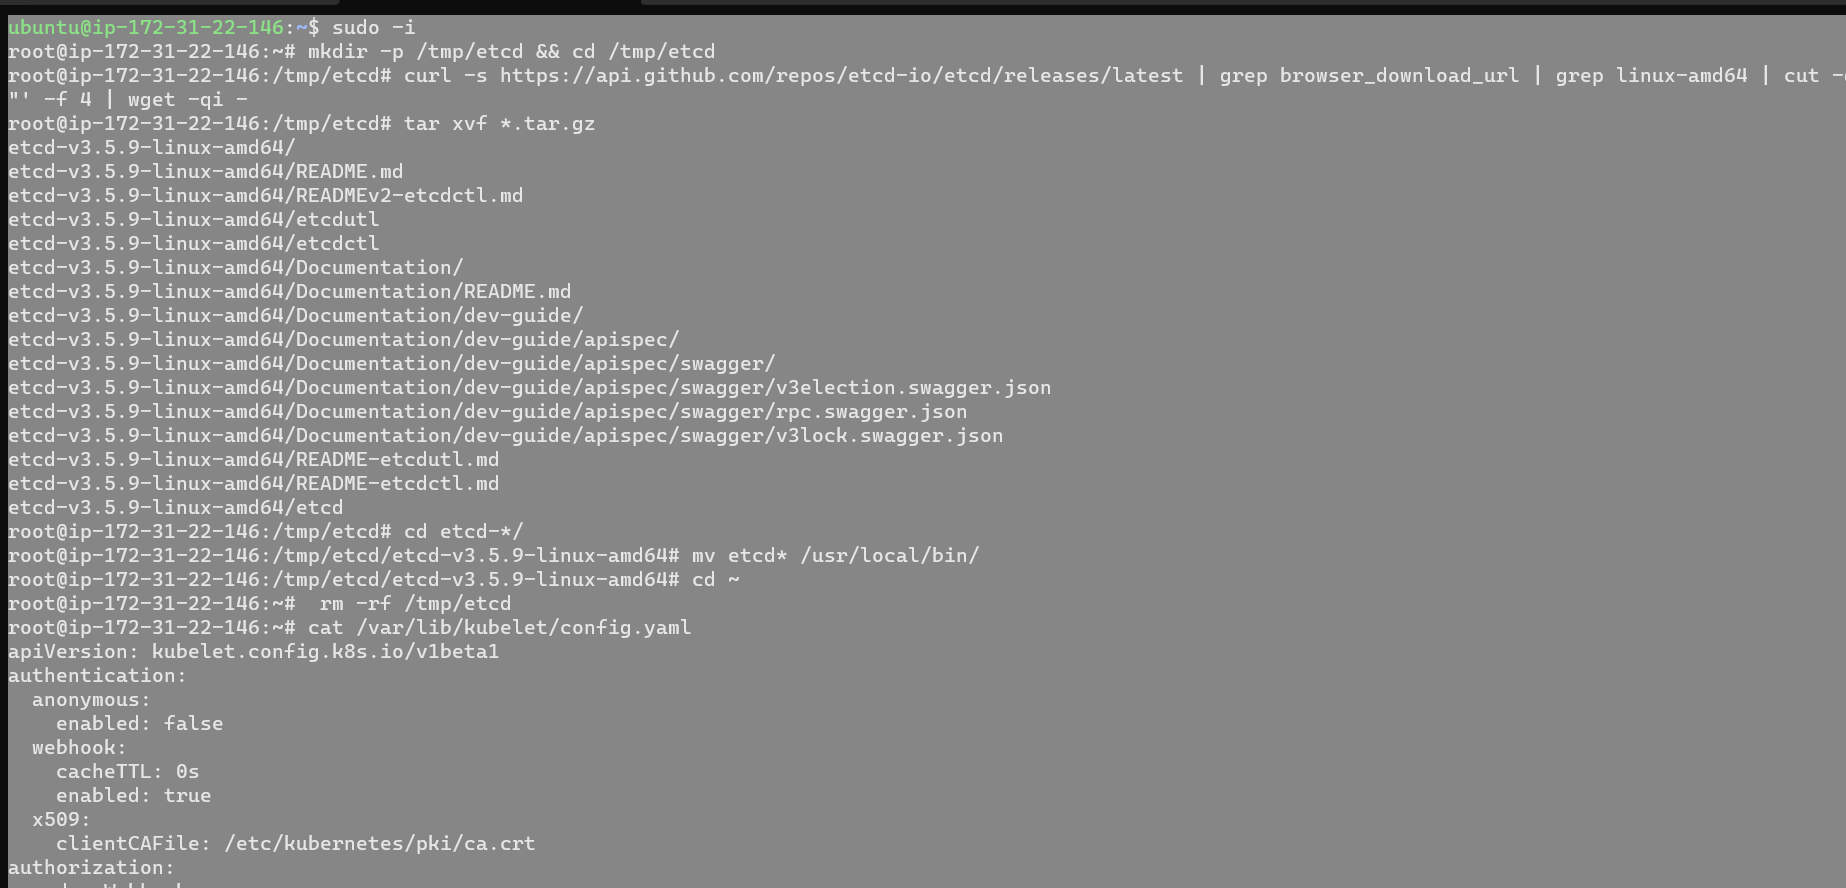 ubuntu@ip-172-31-22-146:~$ sudo -i
root@ip-172-31-22-146:~# mkdir -p /tmp/etcd && cd /tmp/etcd
root@ip-172-31-22-146:/tmp/etcd# curl -s https://api.github.com/repos/etcd-io/etcd/releases/latest | grep browser_download_url | grep linux-amd64 | cut -
"' -f 4 | wget -qi -
root@ip-172-31-22-146:/tmp/etcd# tar xvf *.tar.gz
etcd-v3.5.9-linux-amd64/
etcd-v3.5.9-linux-amd64/README.md
etcd-v3.5.9-linux-amd64/READMEv2-etcdctl.md
etcd-v3.5.9-linux-amd64/etcdutl
etcd-v3.5.9-linux-amd64/etcdctl
etcd-v3.5.9-linux-amd64/Documentation/
etcd-v3.5.9-linux-amd64/Documentation/README.md
etcd-v3.5.9-linux-amd64/Documentation/dev-guide/
etcd-v3.5.9-linux-amd64/Documentation/dev-guide/apispec/
etcd-v3.5.9-linux-amd64/Documentation/dev-guide/apispec/swagger/
etcd-v3.5.9-linux-amd64/Documentation/dev-guide/apispec/swagger/v3election.swagger.json
etcd-v3.5.9-linux-amd64/Documentation/dev-guide/apispec/swagger/rpc.swagger.json
etcd-v3.5.9-linux-amd64/Documentation/dev-guide/apispec/swagger/v3lock.swagger.json
etcd-v3.5.9-linux-amd64/README-etcdutl.md
etcd-v3.5.9-linux-amd64/README-etcdctl.md
etcd-v3.5.9-linux-amd64/etcd
root@ip-172-31-22-146:/tmp/etcd# cd etcd-*/
root@ip-172-31-22-146:/tmp/etcd/etcd-v3.5.9-linux-amd64# mv etcd* /usr/local/bin/
root@ip-172-31-22-146:/tmp/etcd/etcd-v3.5.9-linux-amd64# cd ~
root@ip-172-31-22-146:~#  rm -rf /tmp/etcd
root@ip-172-31-22-146:~# cat /var/lib/kubelet/config.yaml
apiVersion: kubelet.config.k8s.io/v1beta1
authentication:
  anonymous:
    enabled: false
  webhook:
    cacheTTL: 0s
    enabled: true
  x509:
    clientCAFile: /etc/kubernetes/pki/ca.crt
authorization: